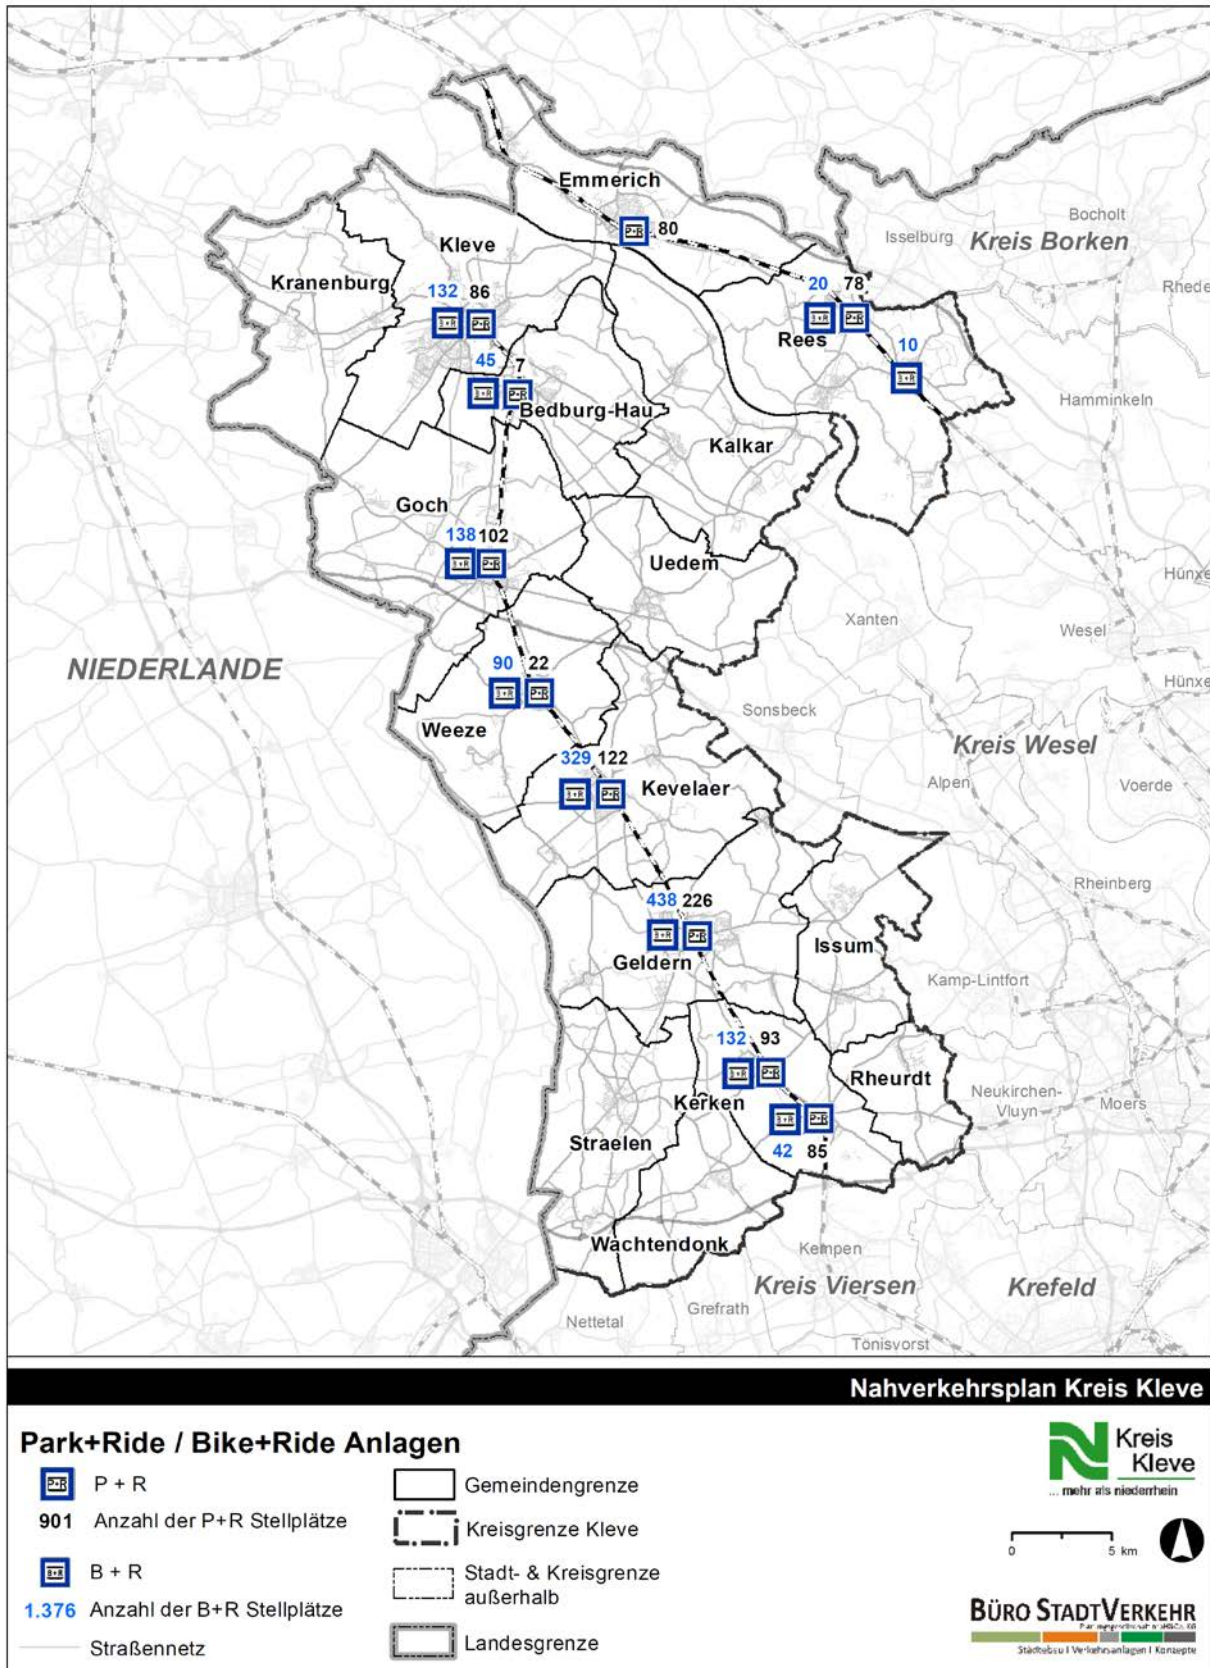 Emmerich
80
Bocholt
Isselburg
Kreis Borken
Rhede
Kleve
Kranenburg
132 86
20 78
Rees
10
45 7
Bedburg-Hau
Hamminkeln
Kalkar
Goch
138 102
Uedem
Hünxe
Xanten
Wesel
NIEDERLANDE
90 22
Hünxe
Sonsbeck
Weeze
Kreis Wesel
329 122
Kevelaer
Alpen
Voerde
Rheinberg
438 226
Geldern
Issum
Kamp-Lintfort
132 93
Rheurdt
Kerken
Neukirchen-
Vluyn
Moers
Straelen
42 85
Wachtendonk
Kempen
Kreis Viersen
Krefeld
Grefrath
Nettetal
Tönisvorst
Nahverkehrsplan Kreis Kleve
Park+Ride / Bike+Ride Anlagen
P+R P + R
901 Anzahl der P+R Stellplätze
B+R B + R
1.376 Anzahl der B+R Stellplätze
Straßennetz
Gemeindengrenze
Kreisgrenze Kleve
Stadt- & Kreisgrenze
außerhalb
Landesgrenze
Kreis
Kleve
... mehr als niederrhein
0 5 km
BÜRO STADTVERKEHR
Städtebau I Verkehrsanlagen I Konzepte